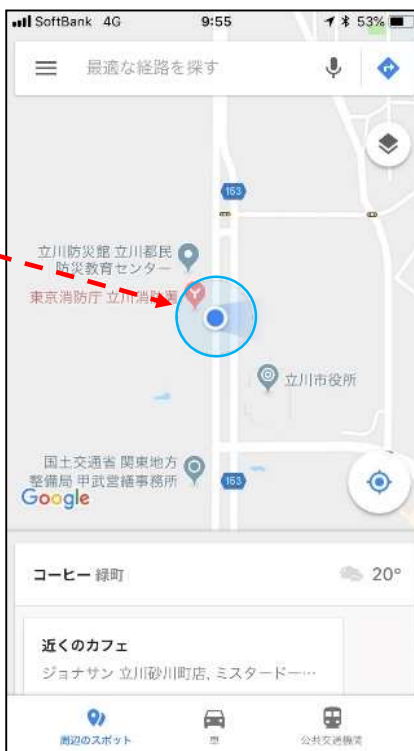 SoftBank 4G 9:55 53%
最適な経路を探す
153
立川防災館 立川都民
防災教育センター
東京消防庁 立川消防署
立川市役所
国土交通省 関東地方
整備局 甲武営繕事務所
153
Google
コーヒー 緑町 20°
近くのカフェ
ジョナサン 立川砂川町店, ミスタードー…
周辺のスポット 車 公共交通機関